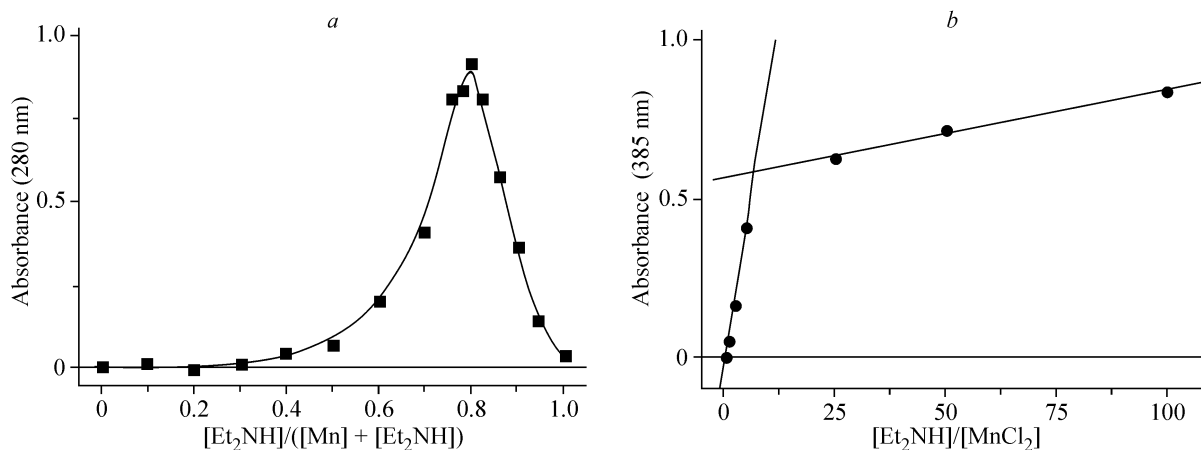 a
1.0
0.5
0
Absorbance (280 nm)
0 0.2 0.4 0.6 0.8 1.0
[Et₂NH]/([Mn] + [Et₂NH])
b
1.0
0.5
0
Absorbance (385 nm)
0 25 50 75 100
[Et₂NH]/[MnCl₂]